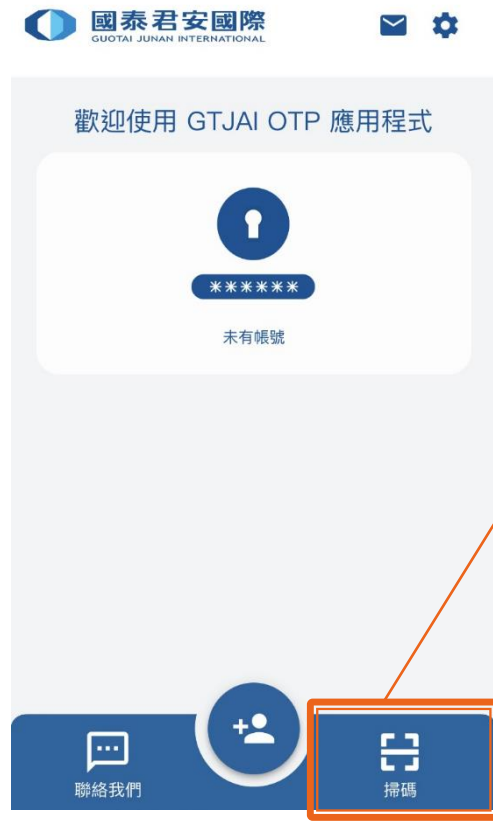 國泰君安國際
GUOTAI JUNAN INTERNATIONAL
歡迎使用 GTJAI OTP 應用程式
******
未有帳號
聯絡我們
掃碼